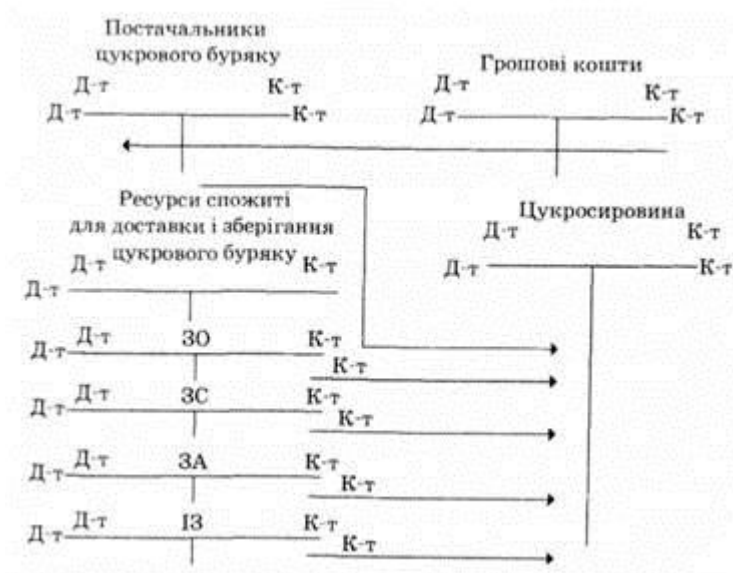 Постачальники
цукрового буряку
Грошові кошти
Д-т К-т Д-т К-т
Д-т К-т Д-т К-т
Ресурси спожиті
для доставки і зберігання
цукрового буряку
Цукросировина
Д-т К-т
Д-т К-т
Д-т К-т
Д-т
Д-т ЗО К-т
Д-т К-т
Д-т ЗС К-т
Д-т К-т
Д-т ЗА К-т
Д-т К-т
Д-т ІЗ К-т
Д-т К-т